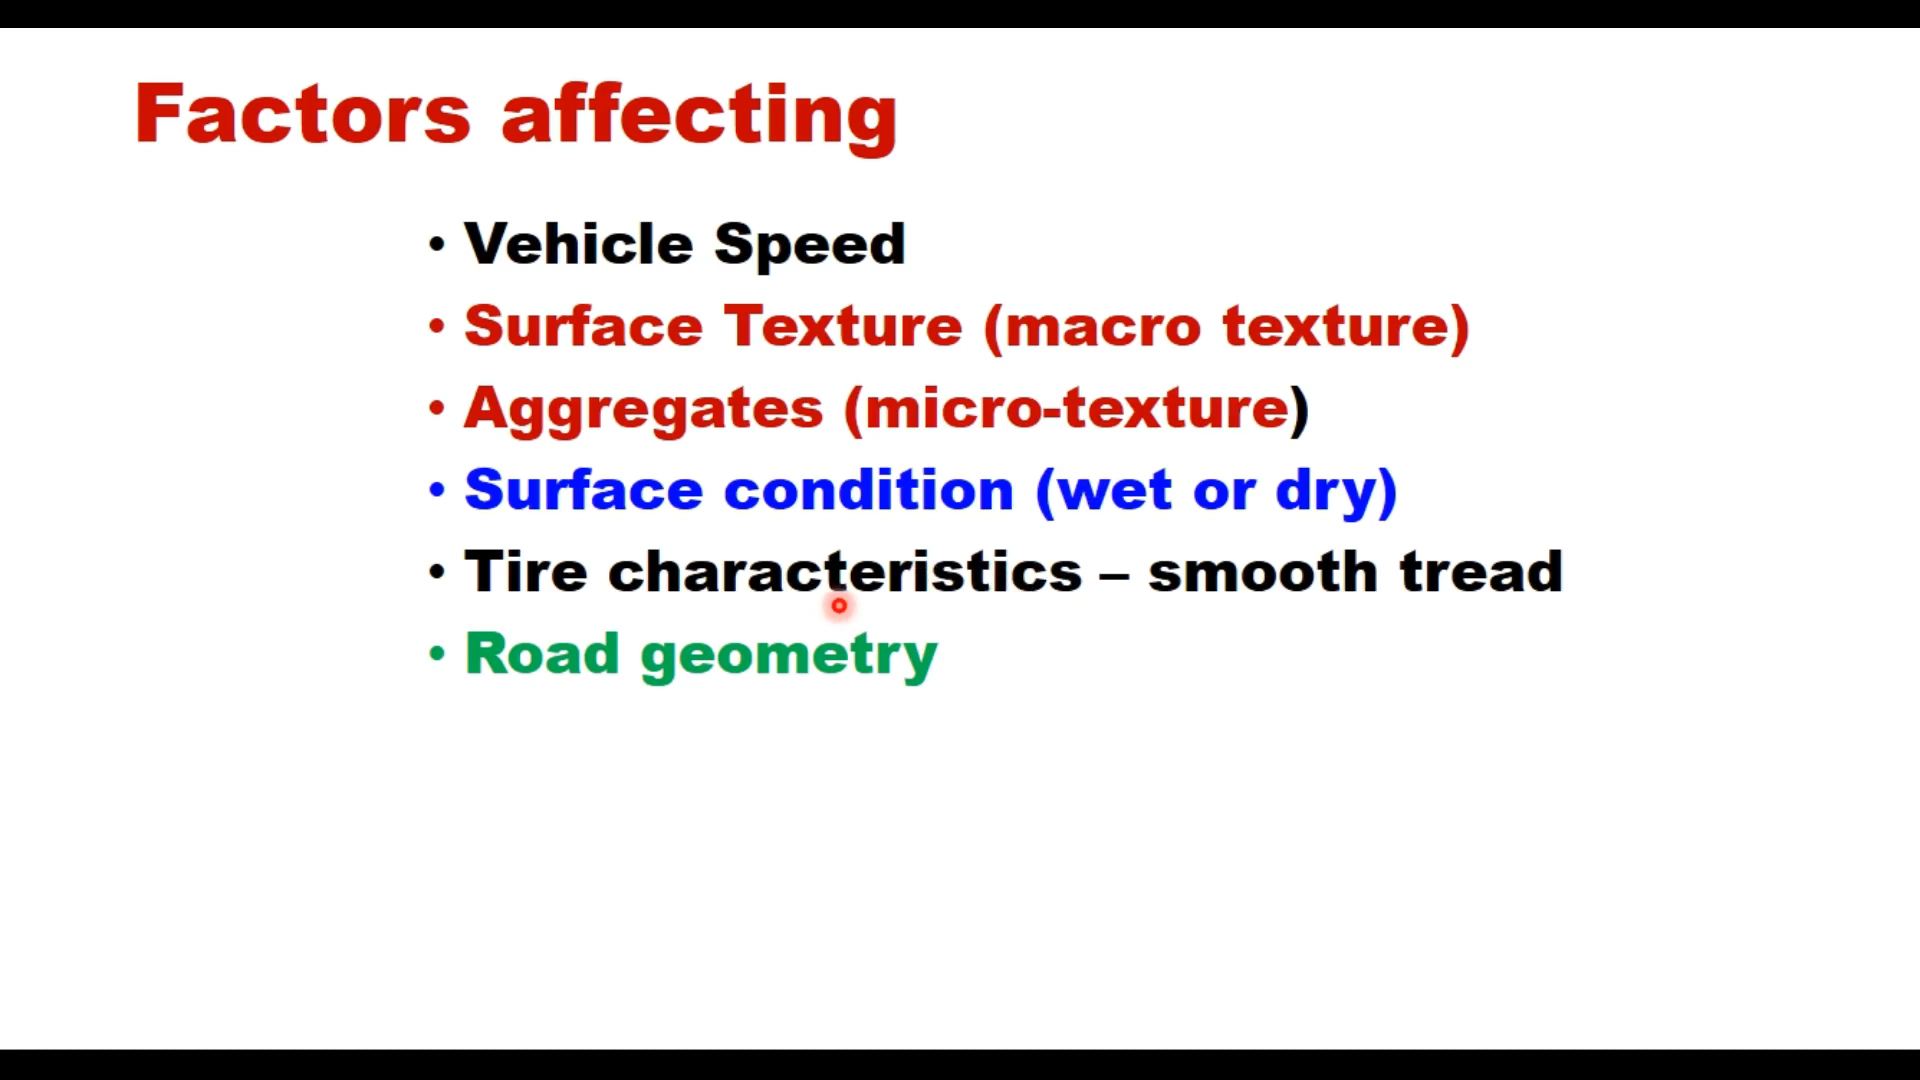 Factors affecting
• Vehicle Speed
• Surface Texture (macro texture)
• Aggregates (micro-texture)
• Surface condition (wet or dry)
• Tire characteristics – smooth tread
• Road geometry